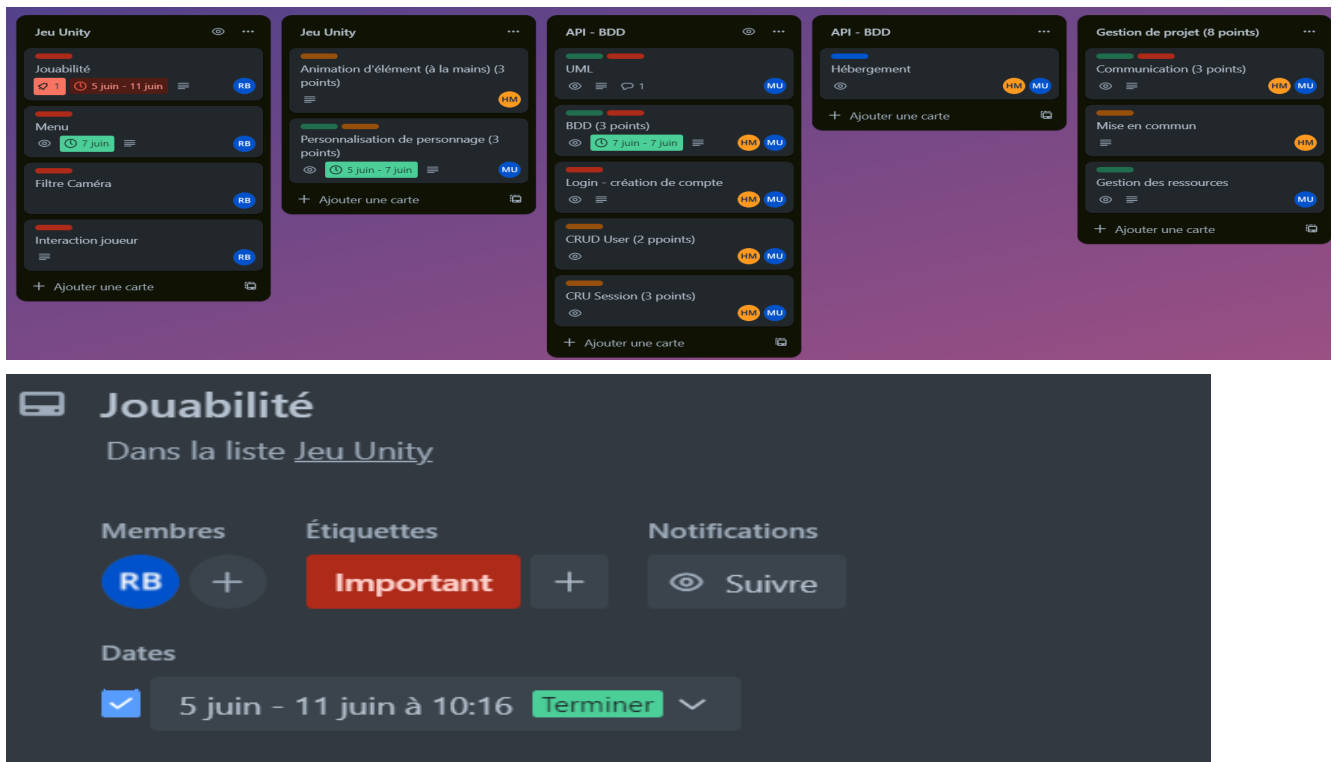 Jeu Unity
Jouabilité
1 5 juin - 11 juin
RB
Menu
7 juin
RB
Filtre Caméra
RB
Interaction joueur
RB
+ Ajouter une carte
Jeu Unity
Animation d'élément (à la mains) (3
points)
HM
Personnalisation de personnage (3
points)
5 juin - 7 juin
MU
+ Ajouter une carte
API - BDD
UML
1
MU
BDD (3 points)
7 juin - 7 juin
HM MU
Login - création de compte
HM MU
CRUD User (2 ppoints)
HM MU
CRU Session (3 points)
HM MU
+ Ajouter une carte
API - BDD
Hébergement
HM MU
+ Ajouter une carte
Gestion de projet (8 points)
Communication (3 points)
HM MU
Mise en commun
HM
Gestion des ressources
MU
+ Ajouter une carte
Jouabilité
Dans la liste Jeu Unity
Membres Étiquettes Notifications
RB + Important + Suivre
Dates
5 juin - 11 juin à 10:16 Terminer